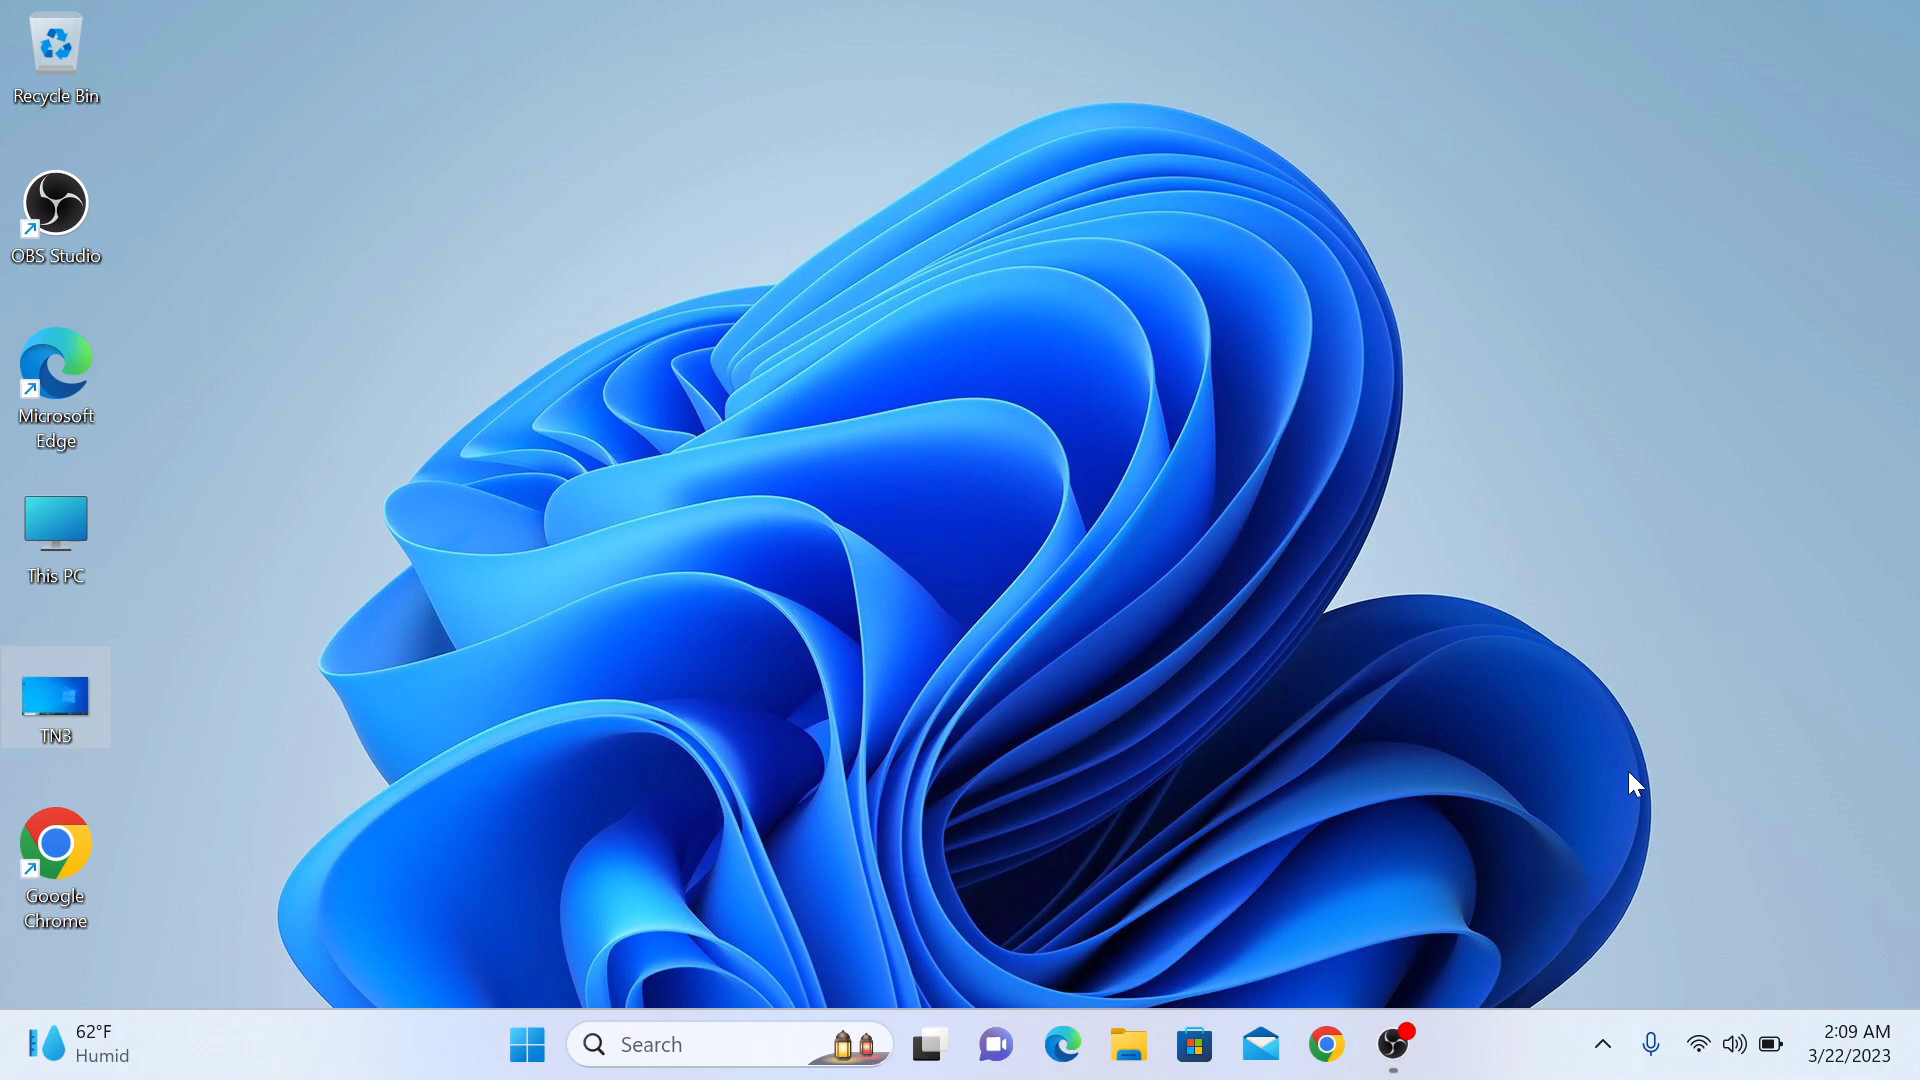 Recycle Bin
OBS Studio
Microsoft
Edge
This PC
TN3
Google
Chrome
62°F
Humid
Search
2:09 AM
3/22/2023